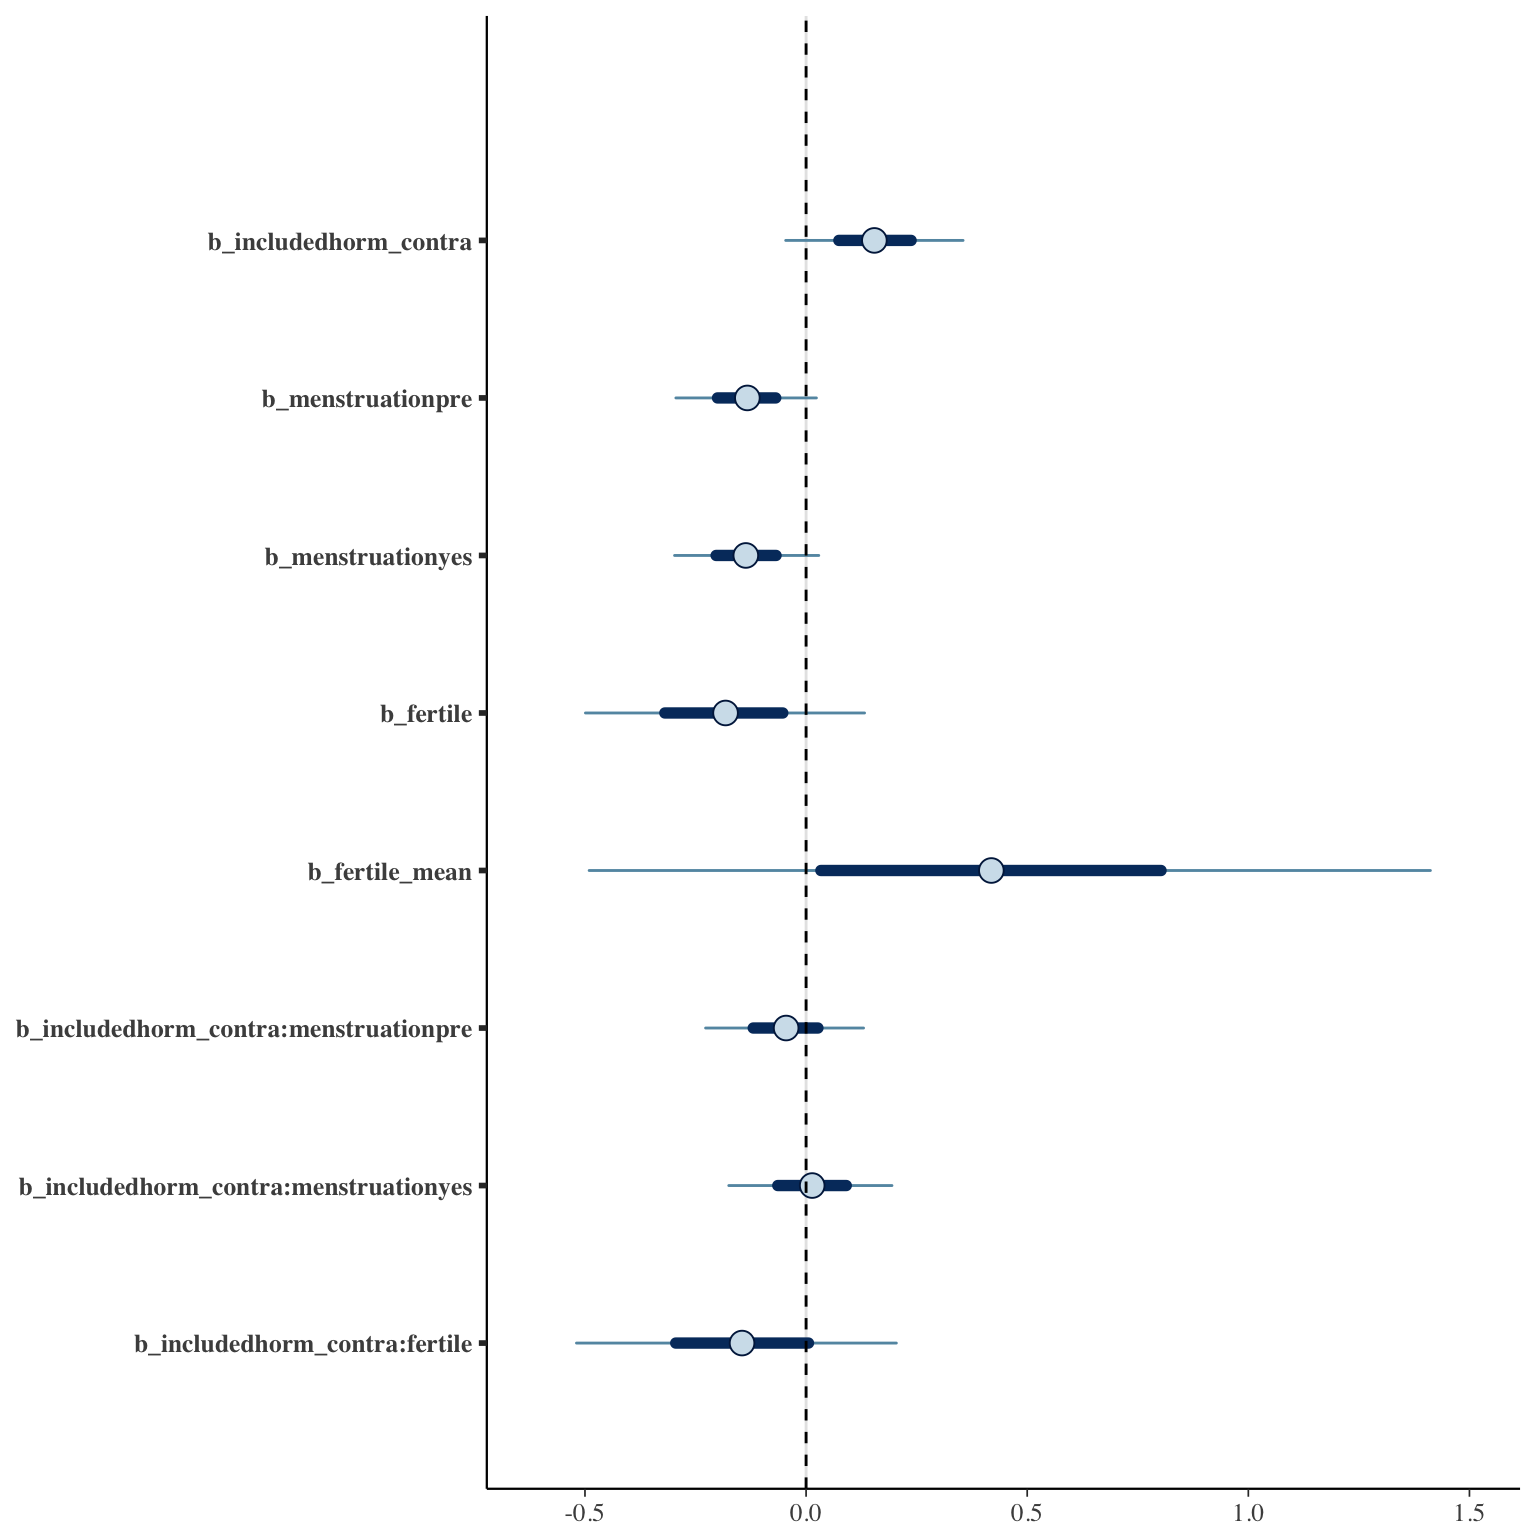 b_includedhorm_contra
b_menstruationpre
b_menstruationyes
b_fertile
b_fertile_mean
b_includedhorm_contra:menstruationpre
b_includedhorm_contra:menstruationyes
b_includedhorm_contra:fertile
-0.5 0.0 0.5 1.0 1.5